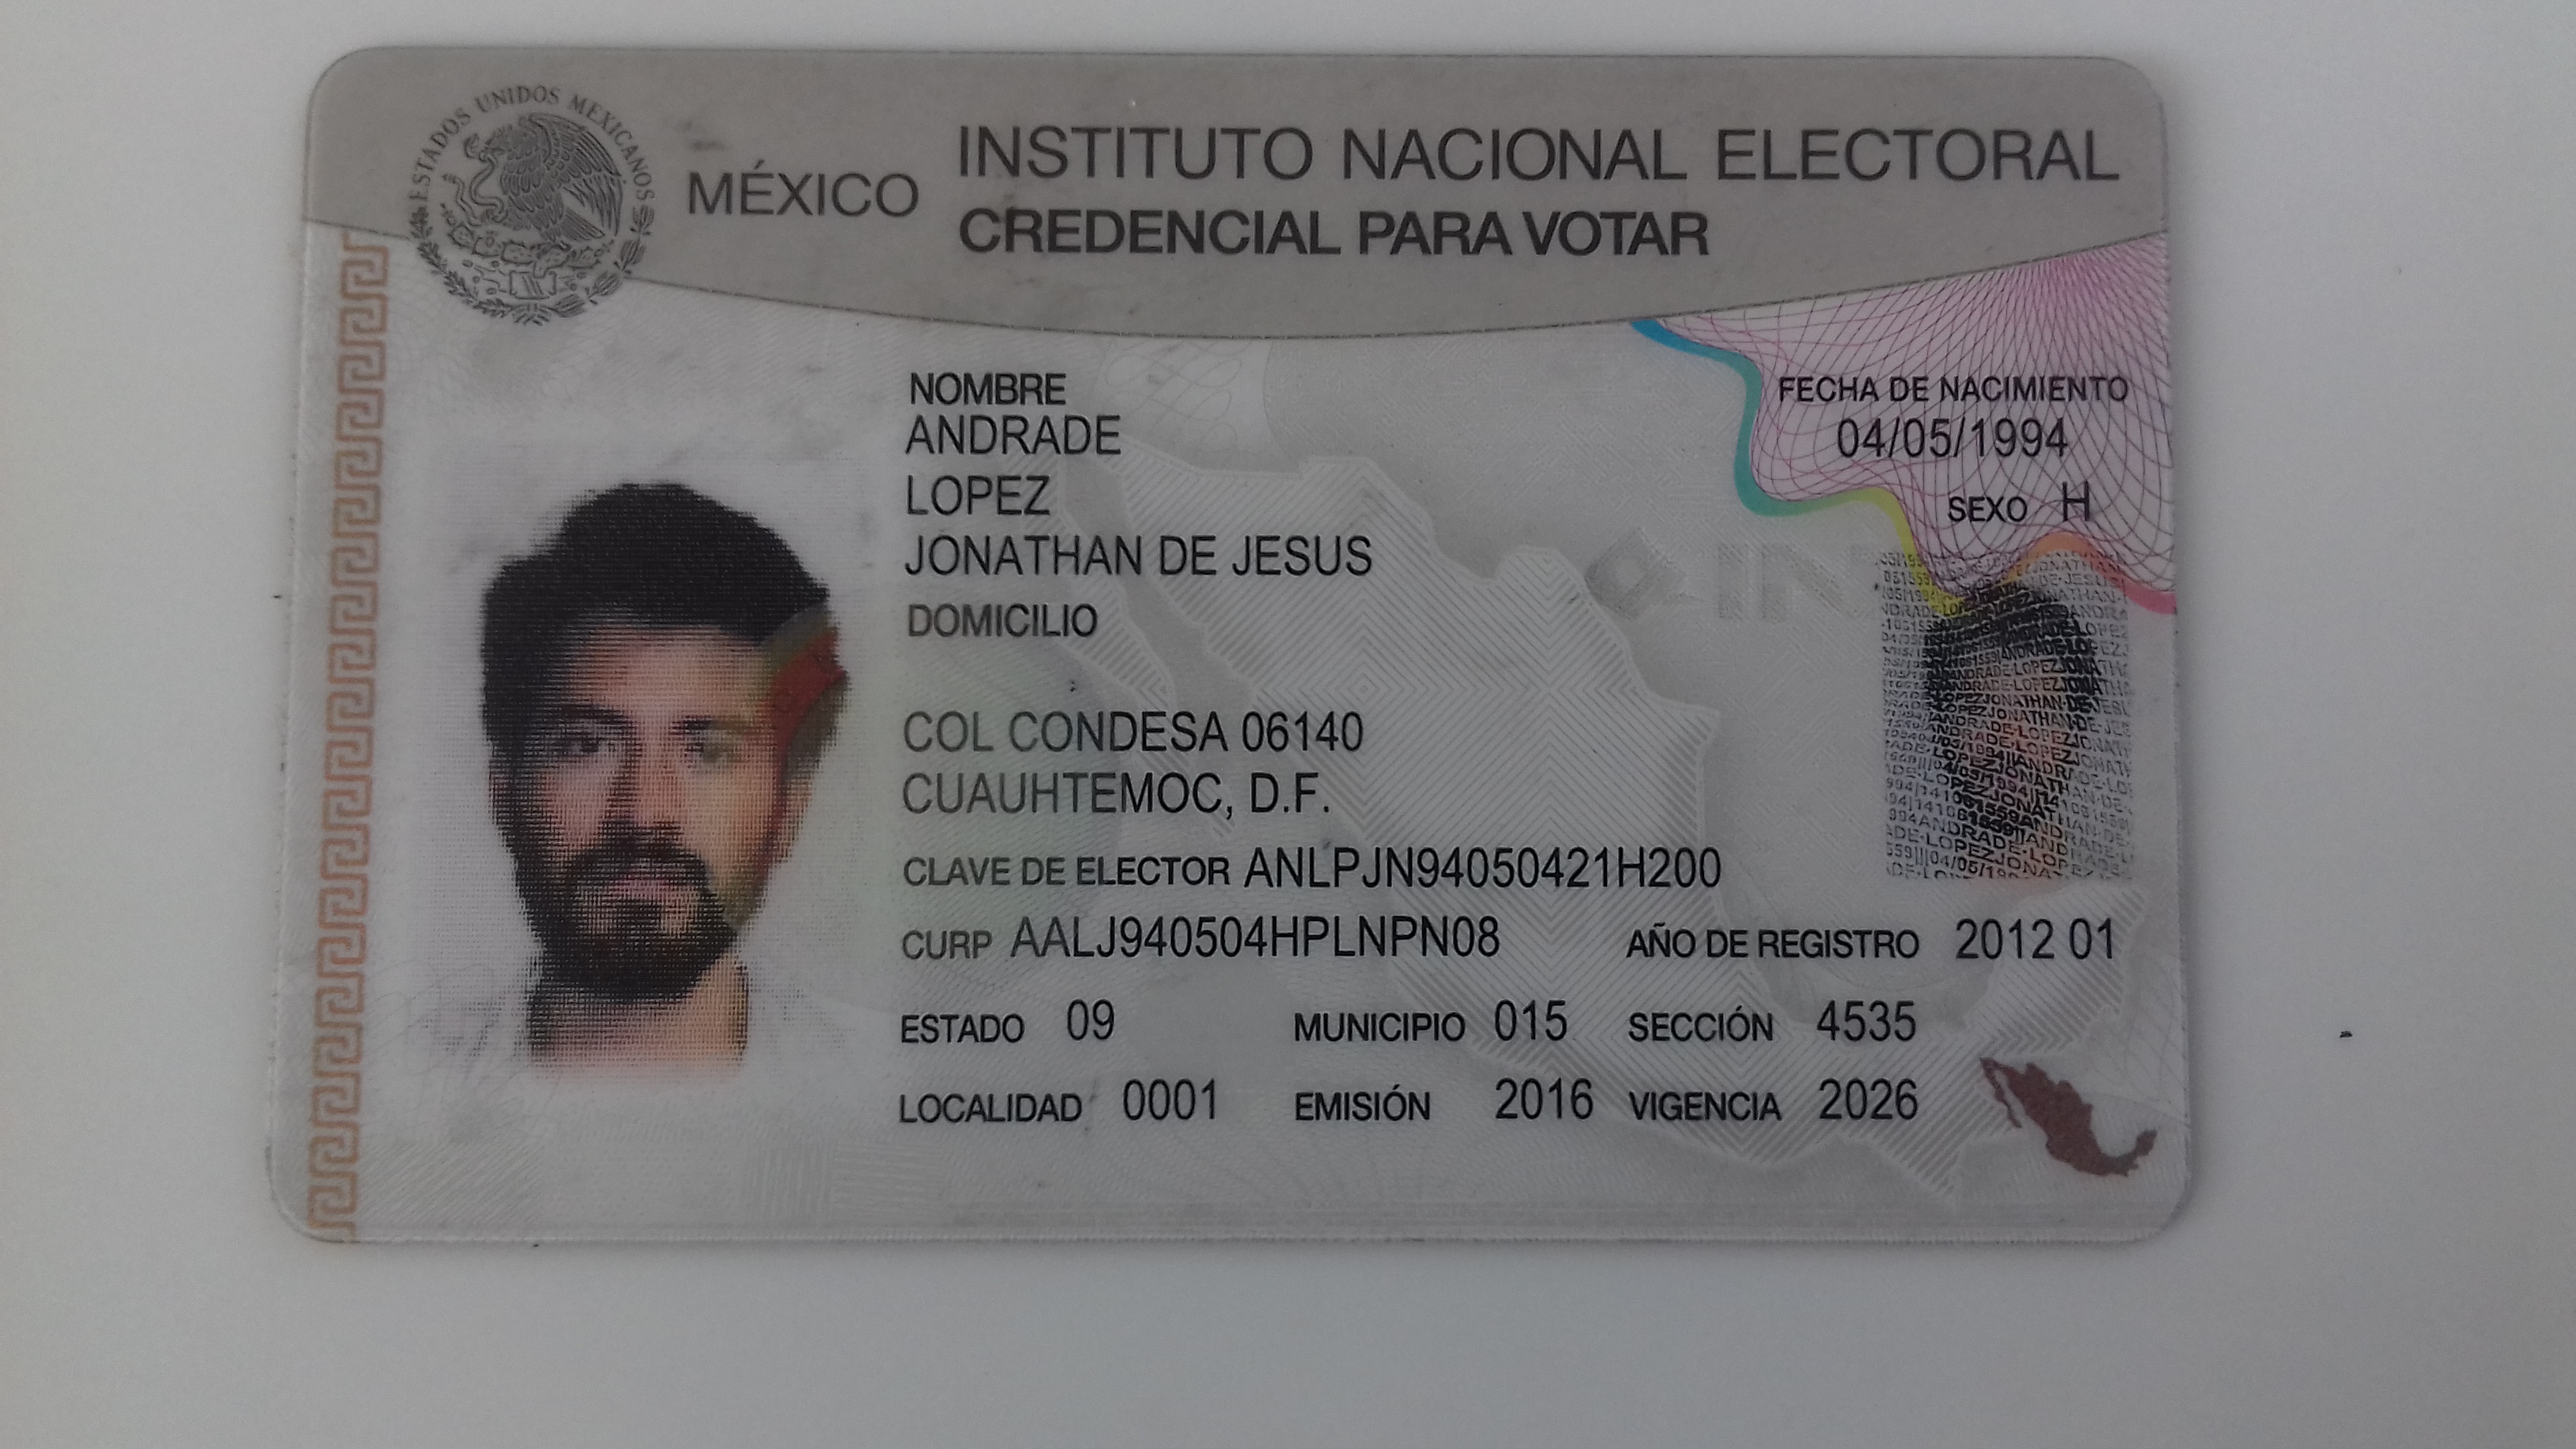 ESTADOS UNIDOS MEXICANOS
MÉXICO
INSTITUTO NACIONAL ELECTORAL
CREDENCIAL PARA VOTAR
NOMBRE
ANDRADE
LOPEZ
JONATHAN DE JESUS
FECHA DE NACIMIENTO
04/05/1994
SEXO H
DOMICILIO
COL CONDESA 06140
CUAUHTEMOC, D.F.
CLAVE DE ELECTOR ANLPJN94050421H200
CURP AALJ940504HPLNPN08
AÑO DE REGISTRO 2012 01
ESTADO 09 MUNICIPIO 015 SECCIÓN 4535
LOCALIDAD 0001 EMISIÓN 2016 VIGENCIA 2026